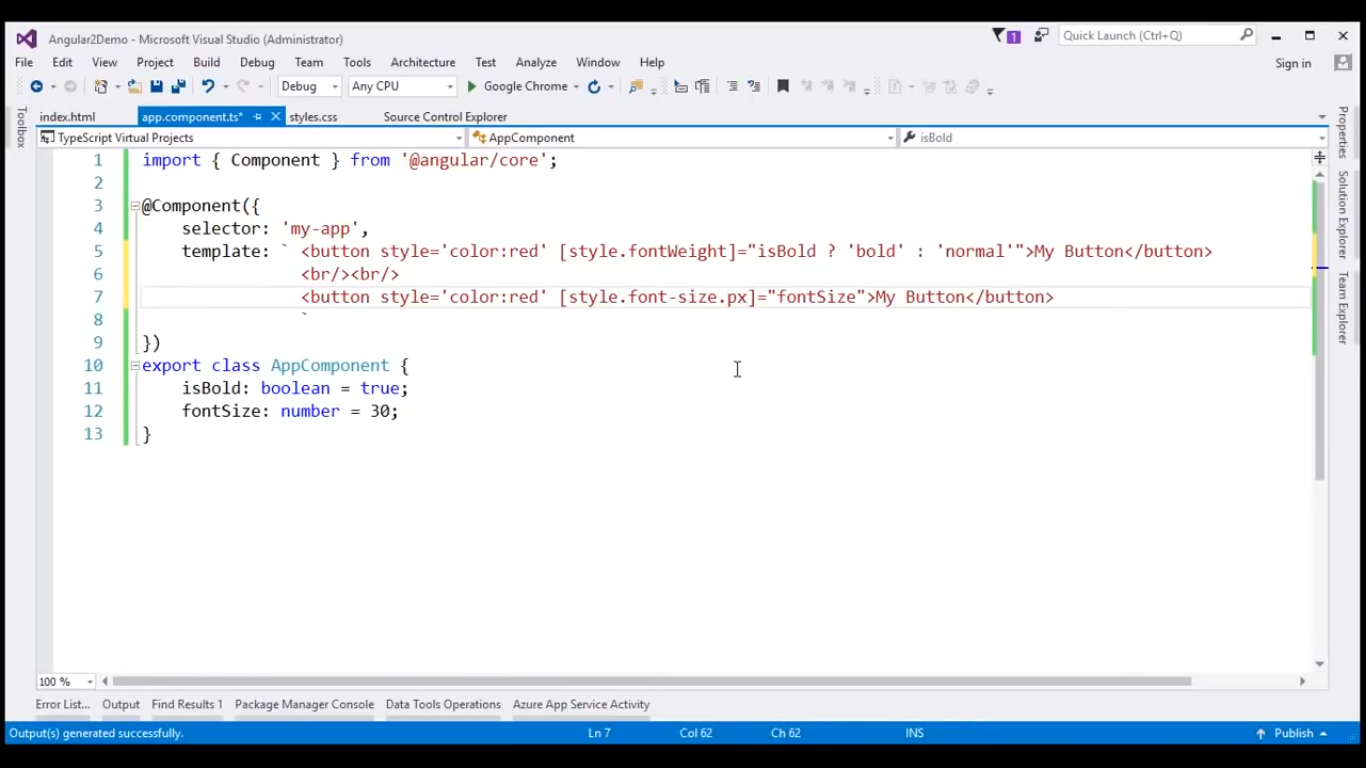 Angular2Demo - Microsoft Visual Studio (Administrator)
1
Quick Launch (Ctrl+Q)
File Edit View Project Build Debug Team Tools Architecture Test Analyze Window Help
Sign in
Debug Any CPU Google Chrome
Toolbox
index.html app.component.ts* styles.css Source Control Explorer
TypeScript Virtual Projects AppComponent isBold
1 import { Component } from '@angular/core';
2
3 @Component({
4 selector: 'my-app',
5 template: ` <button style='color:red' [style.fontWeight]="isBold ? 'bold' : 'normal'">My Button</button>
6 <br/><br/>
7 <button style='color:red' [style.font-size.px]="fontSize">My Button</button>
8 `
9 })
10 export class AppComponent {
11 isBold: boolean = true;
12 fontSize: number = 30;
13 }
Properties
Solution Explorer
Team Explorer
100 %
Error List... Output Find Results 1 Package Manager Console Data Tools Operations Azure App Service Activity
Output(s) generated successfully. Ln 7 Col 62 Ch 62 INS Publish